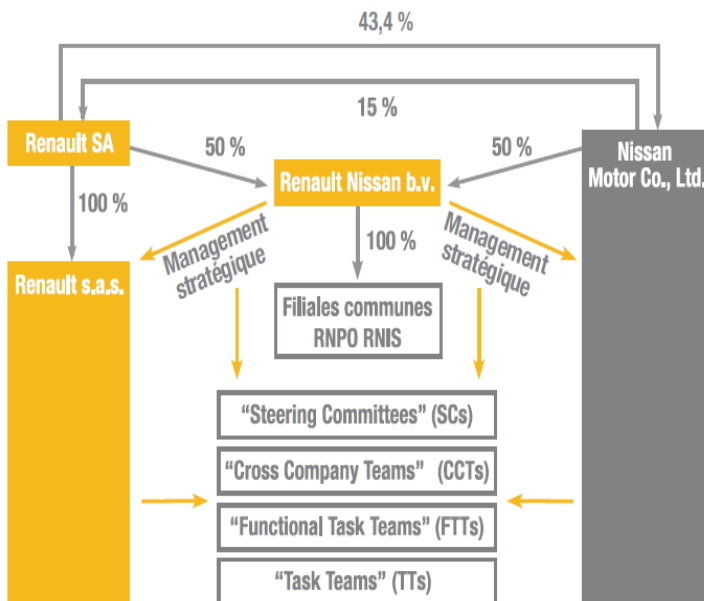 43,4 %
15 %
Renault SA
50 %
50 %
Nissan
Motor Co., Ltd.
Renault Nissan b.v.
100 %
Management
stratégique
100 %
Management
stratégique
Renault s.a.s.
Filiales communes
RNPO RNIS
“Steering Committees” (SCs)
“Cross Company Teams” (CCTs)
“Functional Task Teams” (FTTs)
“Task Teams” (TTs)